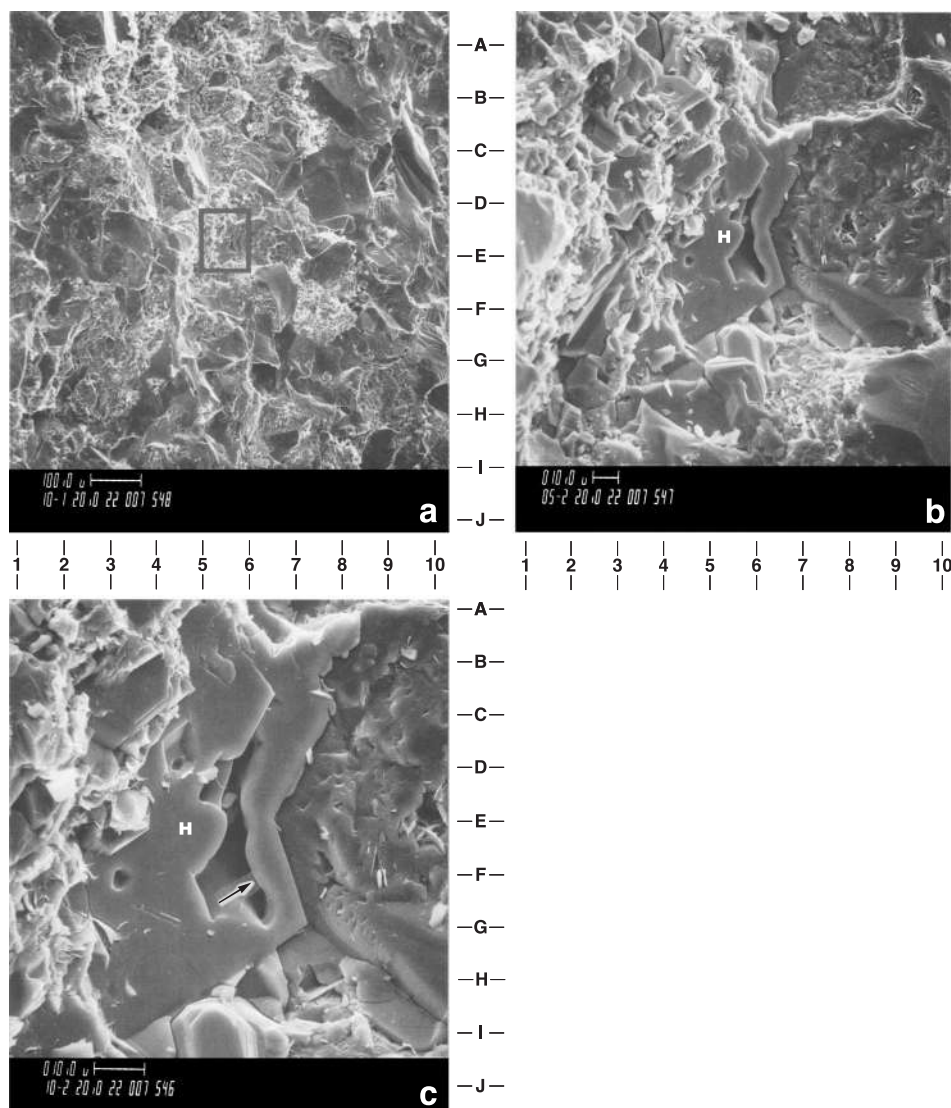 —A—
—B—
—C—
—D—
—E—
—F—
—G—
—H—
—I—
—J—
H
100.0 u
10-1 20.0 22 007 548
a
010.0 u
05-2 20.0 22 007 547
b
1 2 3 4 5 6 7 8 9 10
1 2 3 4 5 6 7 8 9 10
—A—
—B—
—C—
—D—
—E—
—F—
—G—
—H—
—I—
—J—
H
010.0 u
10-2 20.0 22 007 546
c